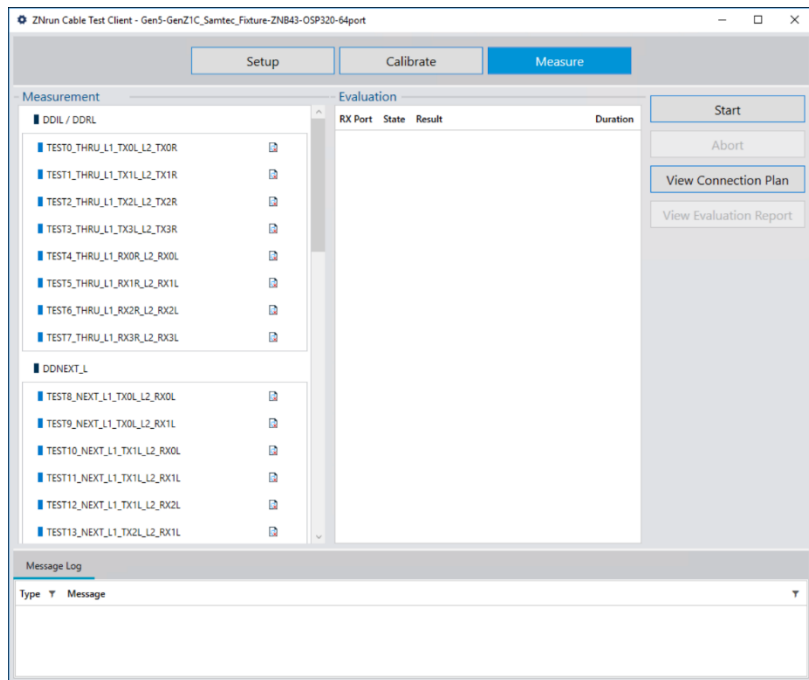 ZNrun Cable Test Client - Gen5-GenZ1C_Samtec_Fixture-ZNB43-OSP320-64port
Setup
Calibrate
Measure
Measurement
DDIL / DDRL
TEST0_THRU_L1_TX0L_L2_TX0R
TEST1_THRU_L1_TX1L_L2_TX1R
TEST2_THRU_L1_TX2L_L2_TX2R
TEST3_THRU_L1_TX3L_L2_TX3R
TEST4_THRU_L1_RX0R_L2_RX0L
TEST5_THRU_L1_RX1R_L2_RX1L
TEST6_THRU_L1_RX2R_L2_RX2L
TEST7_THRU_L1_RX3R_L2_RX3L
DDNEXT_L
TEST8_NEXT_L1_TX0L_L2_RX0L
TEST9_NEXT_L1_TX0L_L2_RX1L
TEST10_NEXT_L1_TX1L_L2_RX0L
TEST11_NEXT_L1_TX1L_L2_RX1L
TEST12_NEXT_L1_TX1L_L2_RX2L
TEST13_NEXT_L1_TX2L_L2_RX1L
Evaluation
RX Port State Result Duration
Start
Abort
View Connection Plan
View Evaluation Report
Message Log
Type Message